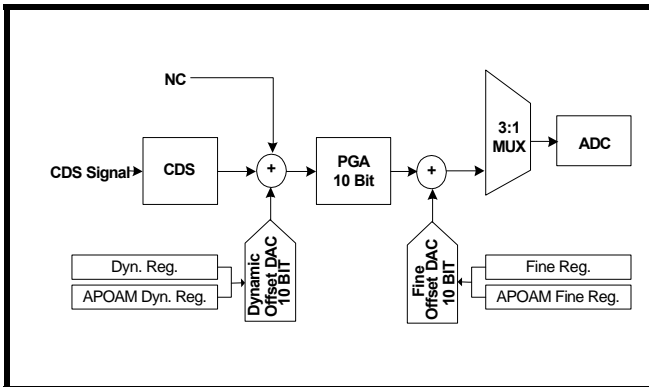 NC
CDS Signal
CDS
+
PGA
10 Bit
+
3:1
MUX
ADC
Dyn. Reg.
APOAM Dyn. Reg.
Dynamic
Offset DAC
10 BIT
Fine
Offset DAC
10 BIT
Fine Reg.
APOAM Fine Reg.